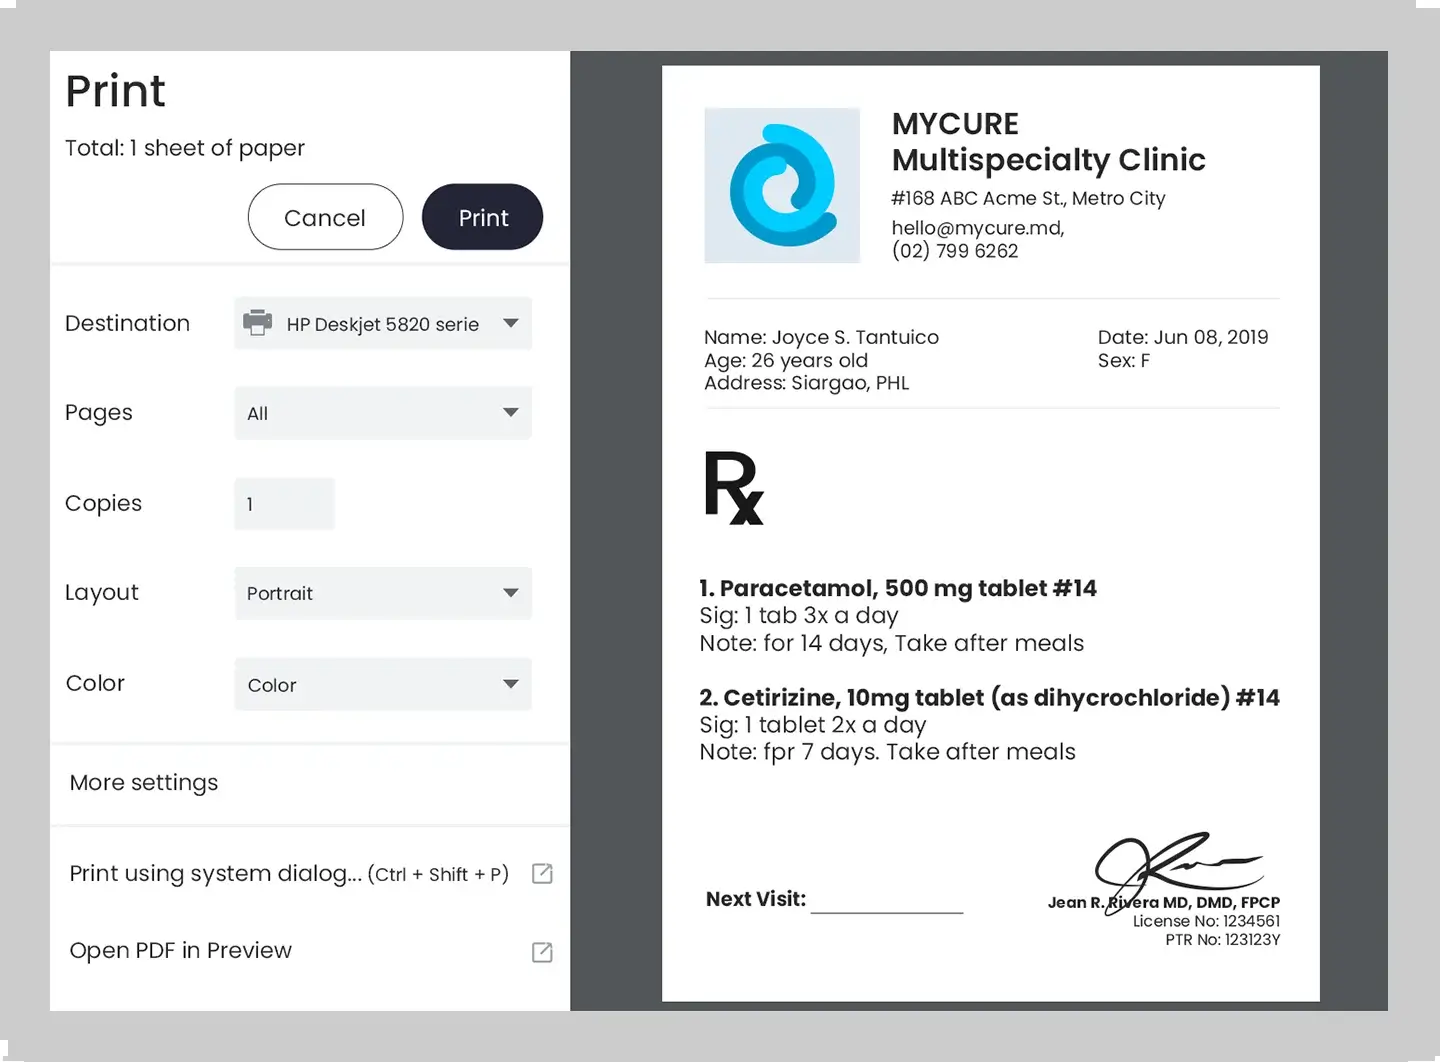 Print
Total: 1 sheet of paper
Cancel
Print
Destination
HP Deskjet 5820 serie
Pages
All
Copies
1
Layout
Portrait
Color
Color
More settings
Print using system dialog... (Ctrl + Shift + P)
Open PDF in Preview
MYCURE
Multispecialty Clinic
#168 ABC Acme St., Metro City
hello@mycure.md,
(02) 799 6262
Name: Joyce S. Tantuico
Date: Jun 08, 2019
Age: 26 years old
Sex: F
Address: Siargao, PHL
Rx
1. Paracetamol, 500 mg tablet #14
Sig: 1 tab 3x a day
Note: for 14 days, Take after meals
2. Cetirizine, 10mg tablet (as dihycrochloride) #14
Sig: 1 tablet 2x a day
Note: fpr 7 days. Take after meals
Next Visit:
Jean R. Rivera MD, DMD, FPCP
License No: 1234561
PTR No: 123123Y